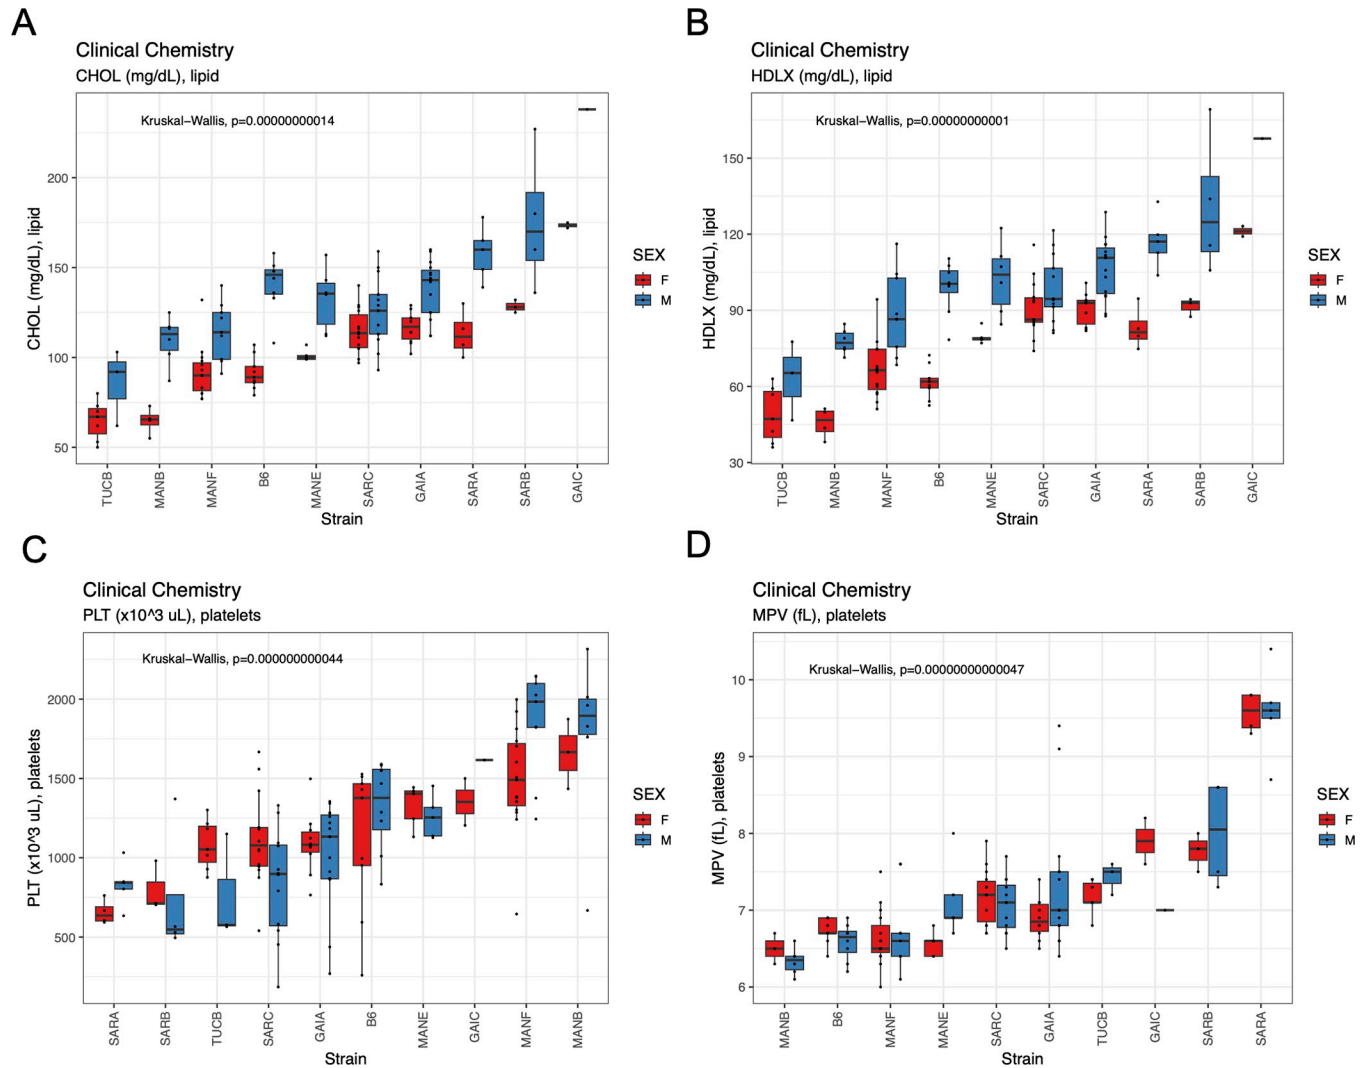 A
Clinical Chemistry
CHOL (mg/dL), lipid
Kruskal-Wallis, p=0.00000000014
CHOL (mg/dL), lipid
200
150
100
50
TUCB
MANB
MANF
B6
MANE
SARC
GAIA
SARA
SARB
GAIC
Strain
SEX
F
M
B
Clinical Chemistry
HDLX (mg/dL), lipid
Kruskal-Wallis, p=0.00000000001
HDLX (mg/dL), lipid
150
120
90
60
30
TUCB
MANB
MANF
B6
MANE
SARC
GAIA
SARA
SARB
GAIC
Strain
SEX
F
M
C
Clinical Chemistry
PLT (x10^3 uL), platelets
Kruskal-Wallis, p=0.000000000044
PLT (x10^3 uL), platelets
2000
1500
1000
500
SARA
SARB
TUCB
SARC
GAIA
B6
MANE
GAIC
MANF
MANB
Strain
SEX
F
M
D
Clinical Chemistry
MPV (fL), platelets
Kruskal-Wallis, p=0.00000000000047
MPV (fL), platelets
10
9
8
7
6
MANB
B6
MANF
MANE
SARC
GAIA
TUCB
GAIC
SARB
SARA
Strain
SEX
F
M